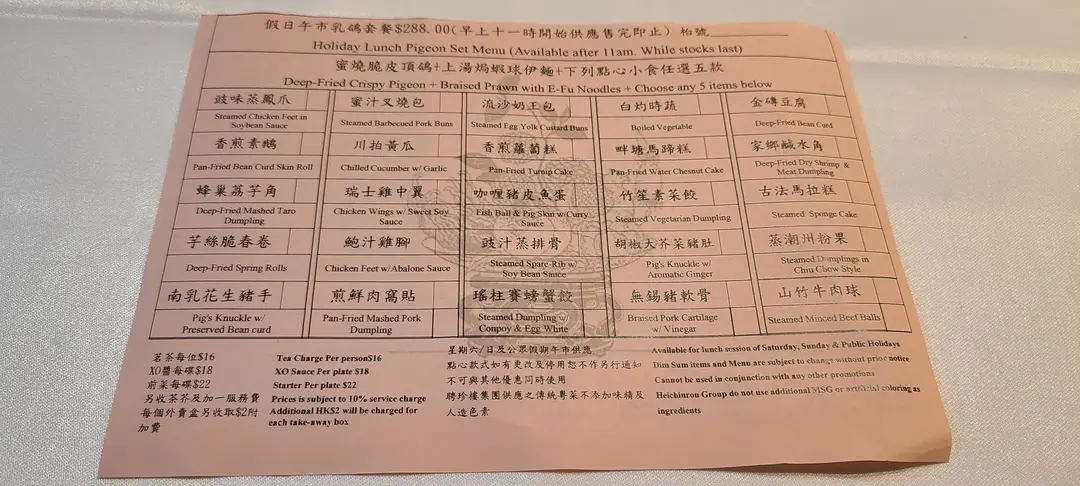 假日午市乳鴿套餐$288.00(早上十一時開始供應售完即止) 枱號
Holiday Lunch Pigeon Set Menu (Available after 11am. While stocks last)
蜜燒脆皮頂鴿+上湯焗蝦球伊麵+下列點心小食任選五款
Deep-Fried Crispy Pigeon + Braised Prawn with E-Fu Noodles + Choose any 5 items below
豉味蒸鳳爪
蜜汁叉燒包
流沙奶王包
白灼時蔬
金磚豆腐
Steamed Chicken Feet in
Soybean Sauce
Steamed Barbecued Pork Buns
Steamed Egg Yolk Custard Buns
Boiled Vegetable
Deep-Fried Bean Curd
香煎素鵝
川拍黃瓜
香煎蘿蔔糕
畔塘馬蹄糕
家鄉鹹水角
Pan-Fried Bean Curd Skin Roll
Chilled Cucumber w/ Garlic
Pan-Fried Turnip Cake
Pan-Fried Water Chesnut Cake
Deep-Fried Dry Shrimp &
Meat Dumpling
蜂巢荔芋角
瑞士雞中翼
咖喱豬皮魚蛋
竹笙素菜餃
古法馬拉糕
Deep-Fried Mashed Taro
Dumpling
Chicken Wings w/ Sweet Soy
Sauce
Fish Ball & Pig Skin w/Curry
Sauce
Steamed Vegetarian Dumpling
Steamed Sponge Cake
芋絲脆春卷
鮑汁雞腳
豉汁蒸排骨
胡椒大芥菜豬肚
蒸潮州粉果
Deep-Fried Spring Rolls
Chicken Feet w/Abalone Sauce
Steamed Spare-Rib w/
Soy Bean Sauce
Pig's Knuckle w/
Aromatic Ginger
Steamed Dumplings in
Chiu Chow Style
南乳花生豬手
煎鮮肉窩貼
瑤柱賽螃蟹餃
無錫豬軟骨
山竹牛肉球
Pig's Knuckle w/
Preserved Bean curd
Pan-Fried Mashed Pork
Dumpling
Steamed Dumpling w/
Conpoy & Egg White
Braised Pork Cartilage
w/ Vinegar
Steamed Minced Beef Balls
茗茶每位$16
XO醬每碟$18
前菜每碟$22
另收茶芥及加一服務費
每個外賣盒另收取$2附
加費
Tea Charge Per person$16
XO Sauce Per plate $18
Starter Per plate $22
Prices is subject to 10% service charge
Additional HK$2 will be charged for
each take-away box
星期六/日及公眾假期午市供應
點心款式如有更改及停用恕不作另行通知
不可與其他優惠同時使用
聘珍樓集團供應之傳統粵菜不添加味精及
人造色素
Available for lunch session of Saturday, Sunday & Public Holidays
Dim Sum items and Menu are subject to change without prior notice
Cannot be used in conjunction with any other promotions
Heichinrou Group do not use additional MSG or artificial coloring as
ingredients